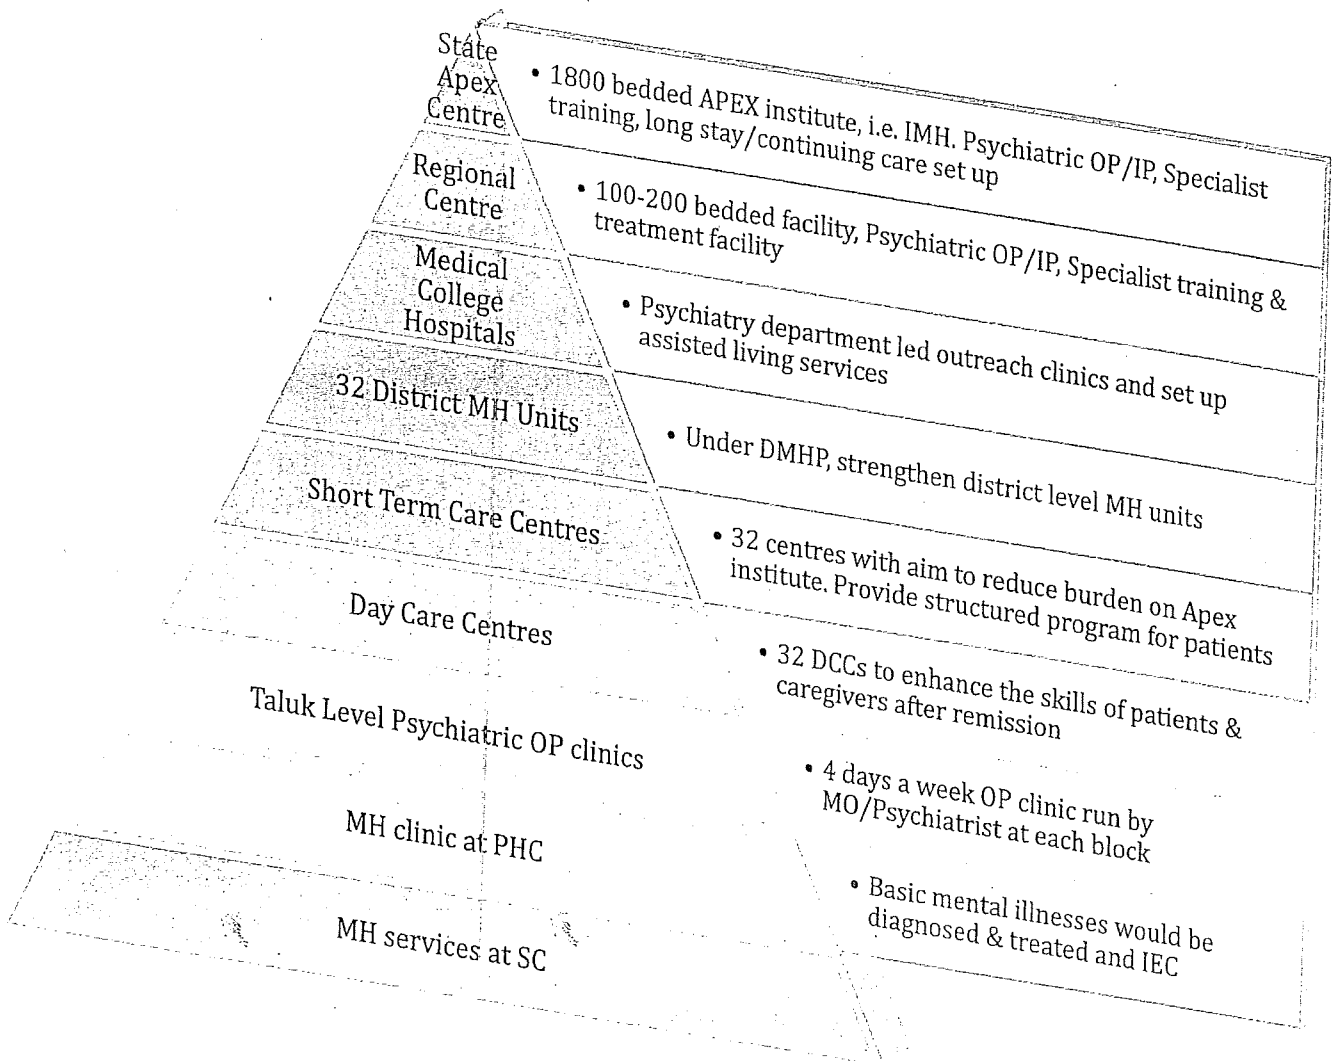 State
Apex
Centre
• 1800 bedded APEX institute, i.e. IMH. Psychiatric OP/IP, Specialist
training, long stay/continuing care set up
Regional
Centre
• 100-200 bedded facility, Psychiatric OP/IP, Specialist training &
treatment facility
Medical
College
Hospitals
• Psychiatry department led outreach clinics and set up
assisted living services
32 District MH Units
• Under DMHP, strengthen district level MH units
Short Term Care Centres
• 32 centres with aim to reduce burden on Apex
institute. Provide structured program for patients
Day Care Centres
• 32 DCCs to enhance the skills of patients &
caregivers after remission
Taluk Level Psychiatric OP clinics
• 4 days a week OP clinic run by
MO/Psychiatrist at each block
MH clinic at PHC
• Basic mental illnesses would be
diagnosed & treated and IEC
MH services at SC